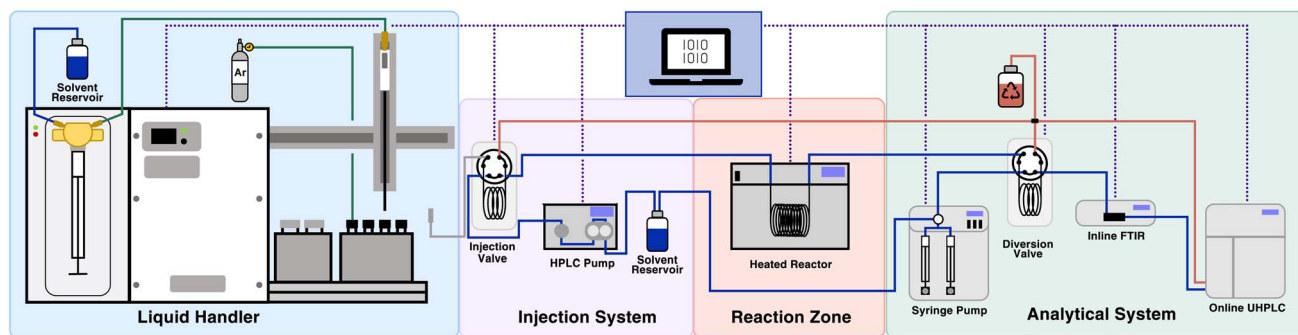 1010
1010
Ar
Solvent
Reservoir
Injection
Valve
HPLC Pump
Solvent
Reservoir
Heated Reactor
Syringe Pump
Diversion
Valve
Inline FTIR
Online UHPLC
Liquid Handler
Injection System
Reaction Zone
Analytical System